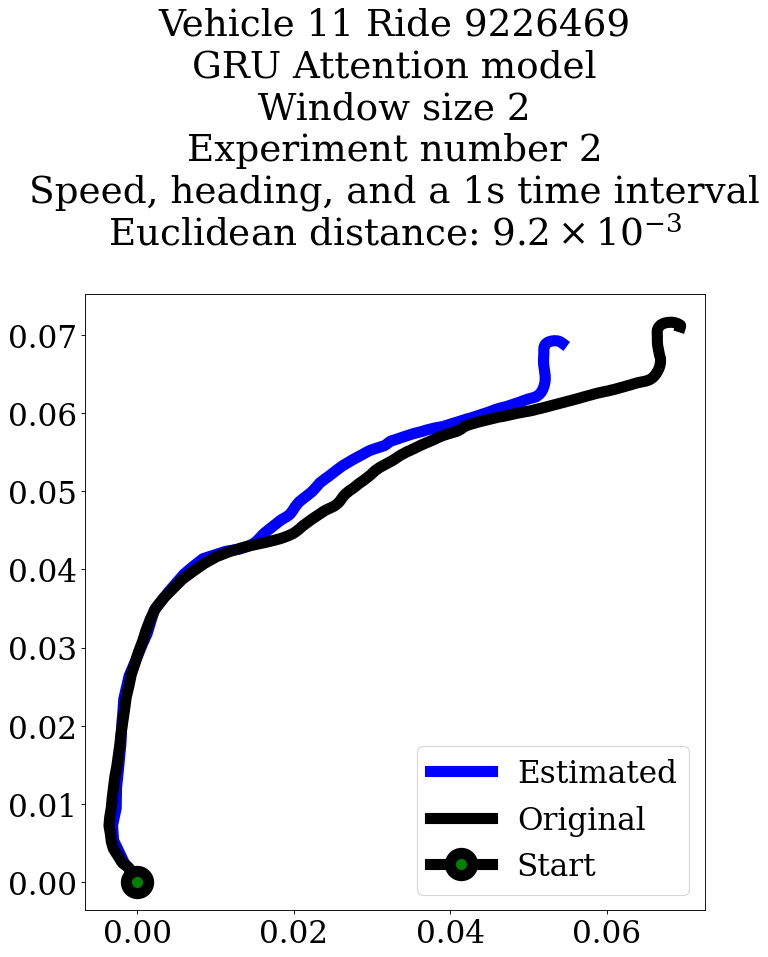 Vehicle 11 Ride 9226469
GRU Attention model
Window size 2
Experiment number 2
Speed, heading, and a 1s time interval
Euclidean distance: 9.2 × 10⁻³
0.07
0.06
0.05
0.04
0.03
0.02
0.01
0.00
Estimated
Original
Start
0.00 0.02 0.04 0.06